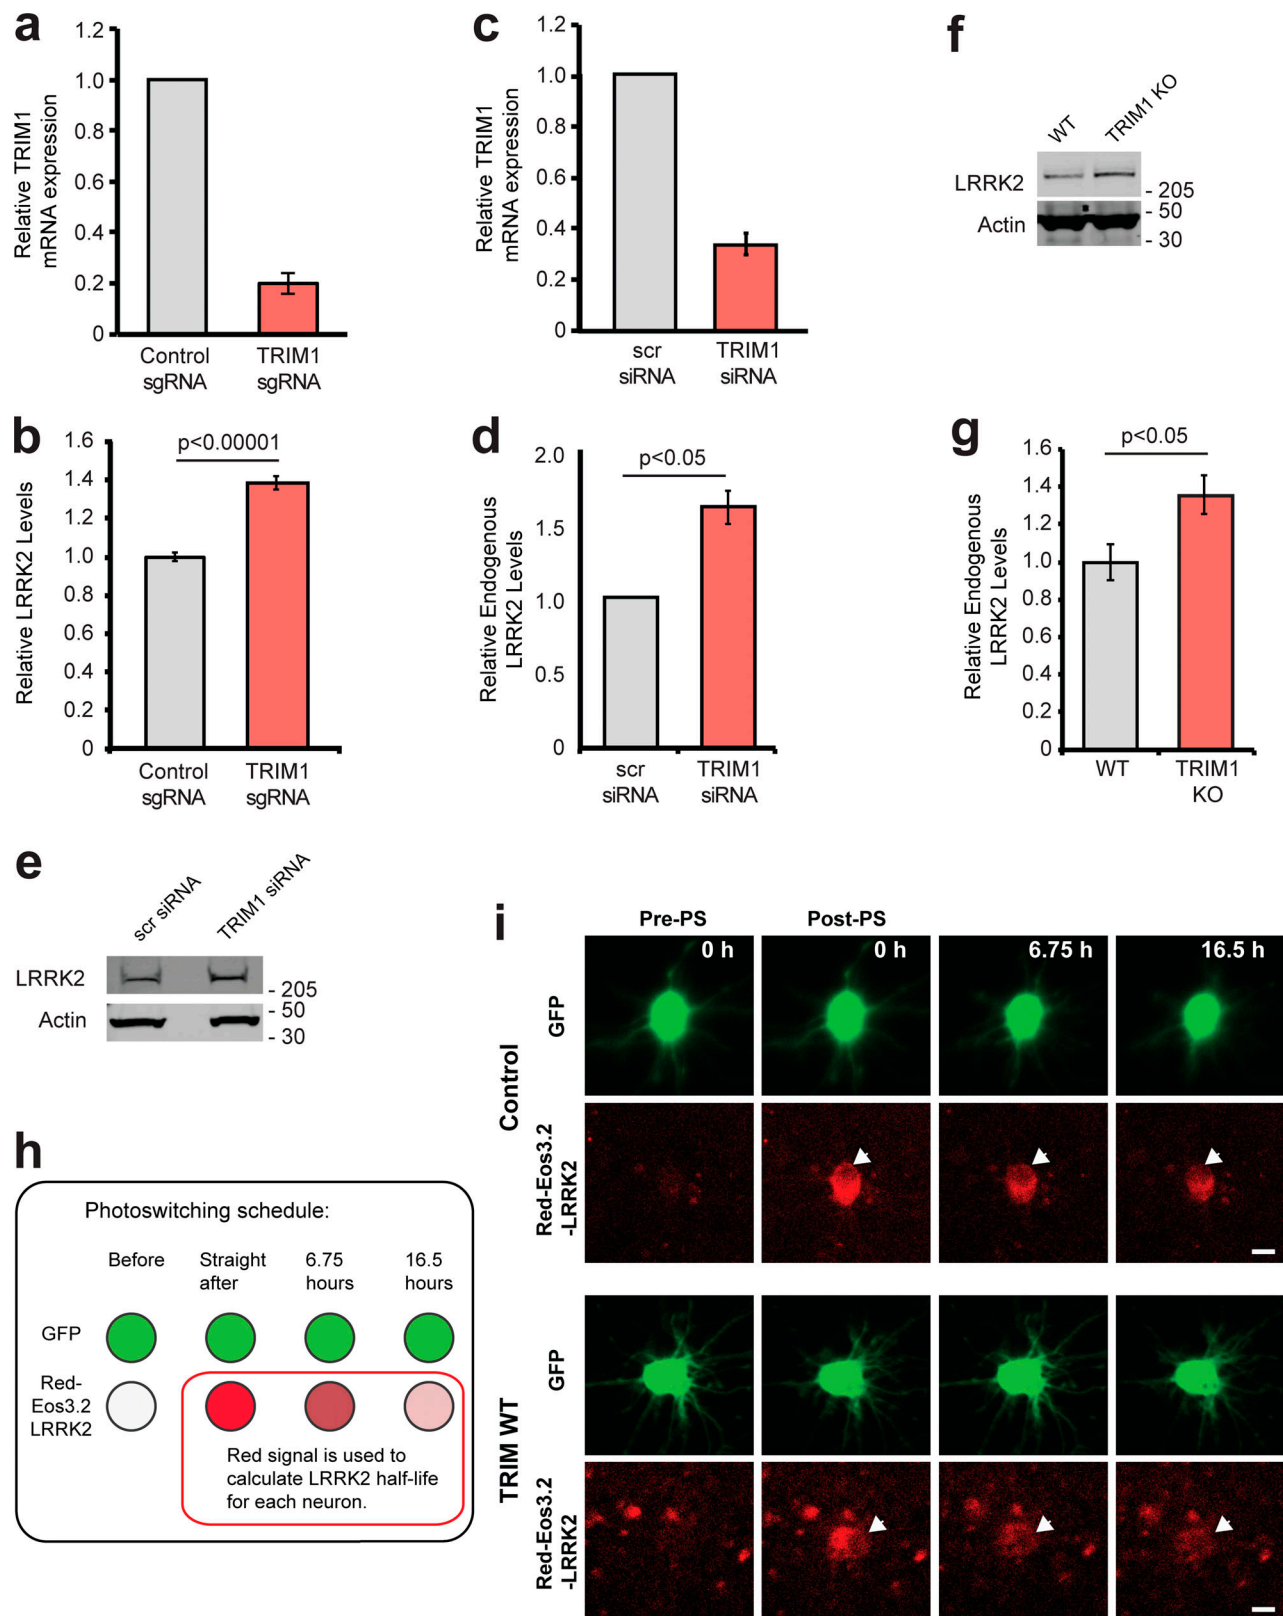 a
1.2
1.0
0.8
0.6
0.4
0.2
0
Relative TRIM1
mRNA expression
Control
sgRNA
TRIM1
sgRNA
c
1.2
1.0
0.8
0.6
0.4
0.2
0
Relative TRIM1
mRNA expression
scr
siRNA
TRIM1
siRNA
f
WT
TRIM1 KO
LRRK2
- 205
- 50
Actin
- 30
b
1.6
1.4
1.2
1.0
0.8
0.6
0.4
0.2
0
Relative LRRK2 Levels
p<0.00001
Control
sgRNA
TRIM1
sgRNA
d
2.0
1.5
1.0
0.5
0
Relative Endogenous
LRRK2 Levels
p<0.05
scr
siRNA
TRIM1
siRNA
g
1.6
1.4
1.2
1.0
0.8
0.6
0.4
0.2
0
Relative Endogenous
LRRK2 Levels
p<0.05
WT
TRIM1
KO
e
scr siRNA
TRIM1 siRNA
LRRK2
- 205
- 50
Actin
- 30
h
Photoswitching schedule:
Before
Straight
after
6.75
hours
16.5
hours
GFP
Red-
Eos3.2
LRRK2
Red signal is used to
calculate LRRK2 half-life
for each neuron.
i
Pre-PS
Post-PS
0 h
0 h
6.75 h
16.5 h
Control
GFP
Red-Eos3.2
-LRRK2
TRIM WT
GFP
Red-Eos3.2
-LRRK2